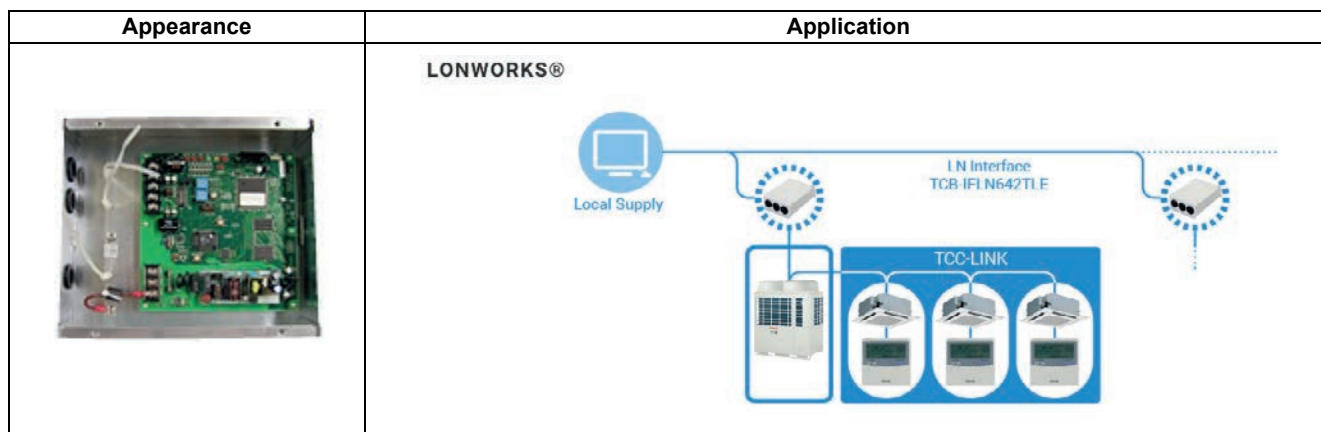 Appearance
Application
LONWORKS®
Local Supply
LN Interface
TCB-IFLN642TLE
TCC-LINK